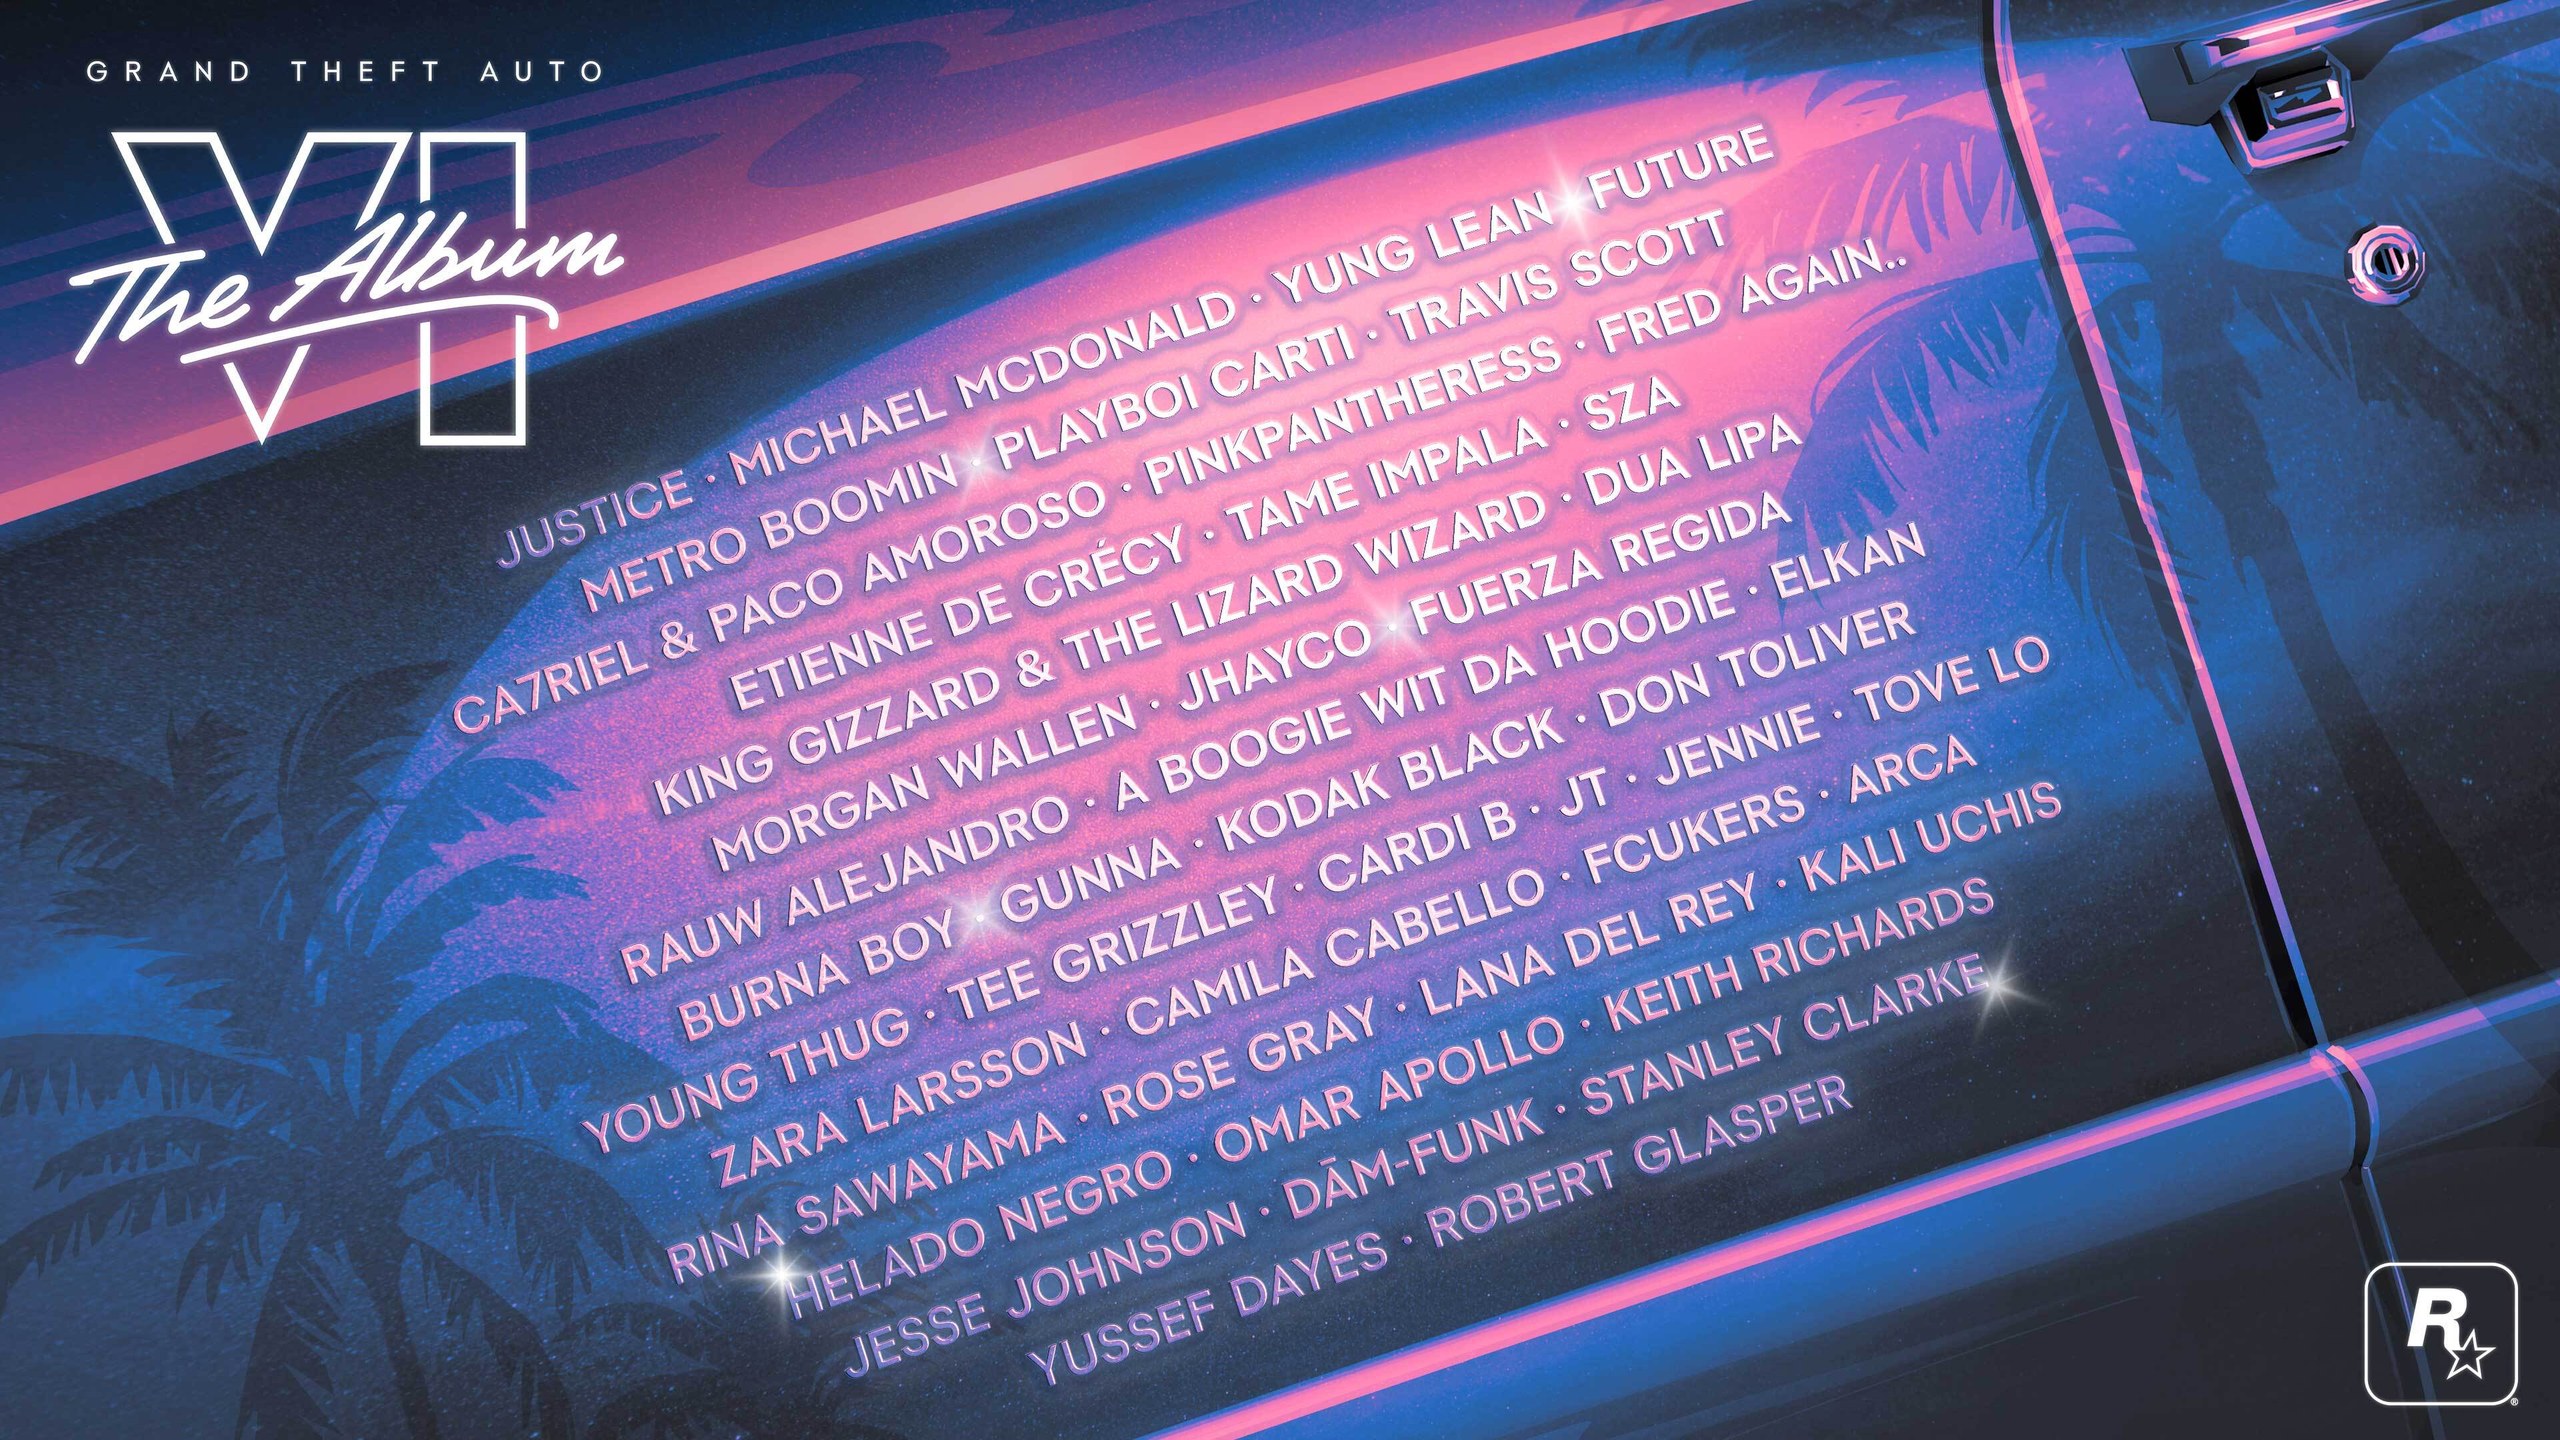 GRAND THEFT AUTO
VI
The Album
JUSTICE · MICHAEL MCDONALD · YUNG LEAN · FUTURE
METRO BOOMIN · PLAYBOI CARTI · TRAVIS SCOTT
CA7RIEL & PACO AMOROSO · PINKPANTHERESS · FRED AGAIN..
ETIENNE DE CRÉCY · TAME IMPALA · SZA
KING GIZZARD & THE LIZARD WIZARD · DUA LIPA
MORGAN WALLEN · JHAYCO · FUERZA REGIDA
RAUW ALEJANDRO · A BOOGIE WIT DA HOODIE · ELKAN
BURNA BOY · GUNNA · KODAK BLACK · DON TOLIVER
YOUNG THUG · TEE GRIZZLEY · CARDI B · JT · JENNIE · TOVE LO
ZARA LARSSON · CAMILA CABELLO · FCUKERS · ARCA
RINA SAWAYAMA · ROSE GRAY · LANA DEL REY · KALI UCHIS
HELADO NEGRO · OMAR APOLLO · KEITH RICHARDS
JESSE JOHNSON · DĀM-FUNK · STANLEY CLARKE
YUSSEF DAYES · ROBERT GLASPER
R
®